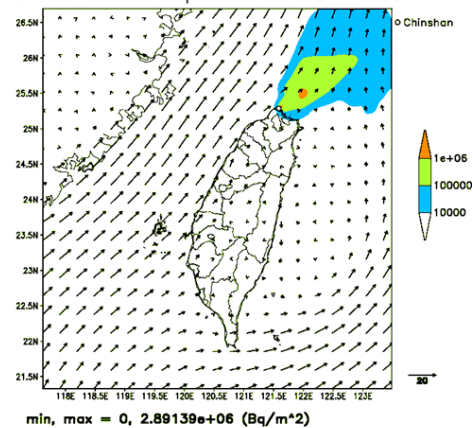 26.5N
26N
25.5N
25N
24.5N
24N
23.5N
23N
22.5N
22N
21.5N
118E 118.5E 119E 119.5E 120E 120.5E 121E 121.5E 122E 122.5E 123E
Chinshan
1e+06
100000
10000
20
min, max = 0, 2.89139e+06 (Bq/m^2)